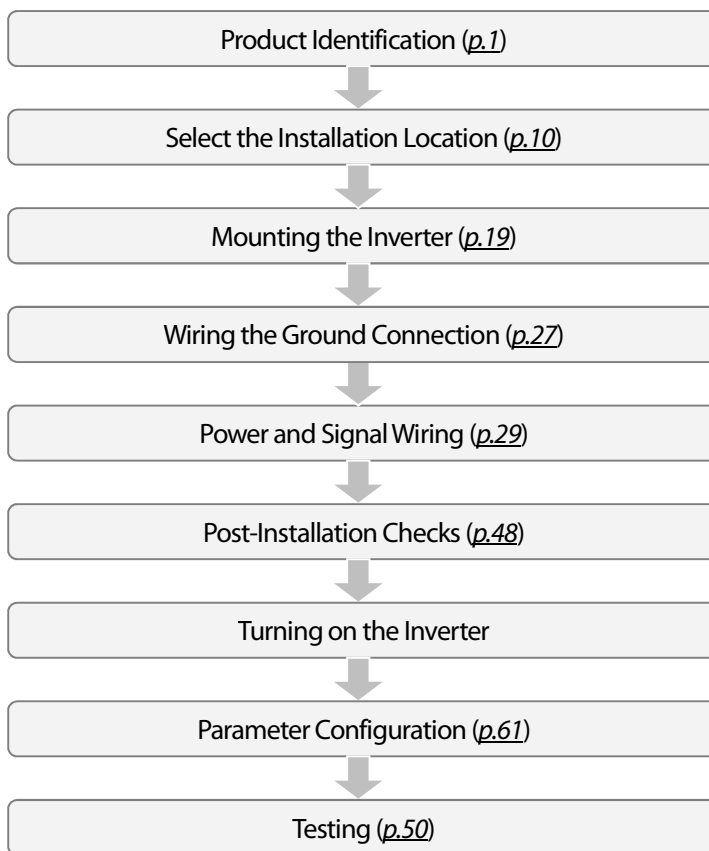 Product Identification (p.1)
Select the Installation Location (p.10)
Mounting the Inverter (p.19)
Wiring the Ground Connection (p.27)
Power and Signal Wiring (p.29)
Post-Installation Checks (p.48)
Turning on the Inverter
Parameter Configuration (p.61)
Testing (p.50)